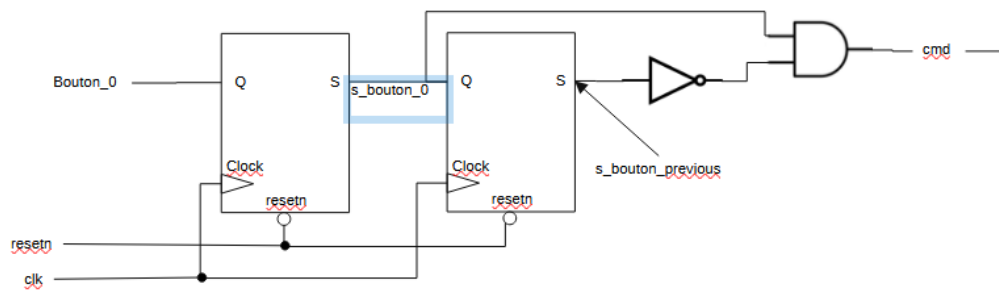 Bouton_0
Q
S
s_bouton_0
Q
S
cmd
Clock
Clock
s_bouton_previous
resetn
resetn
resetn
clk